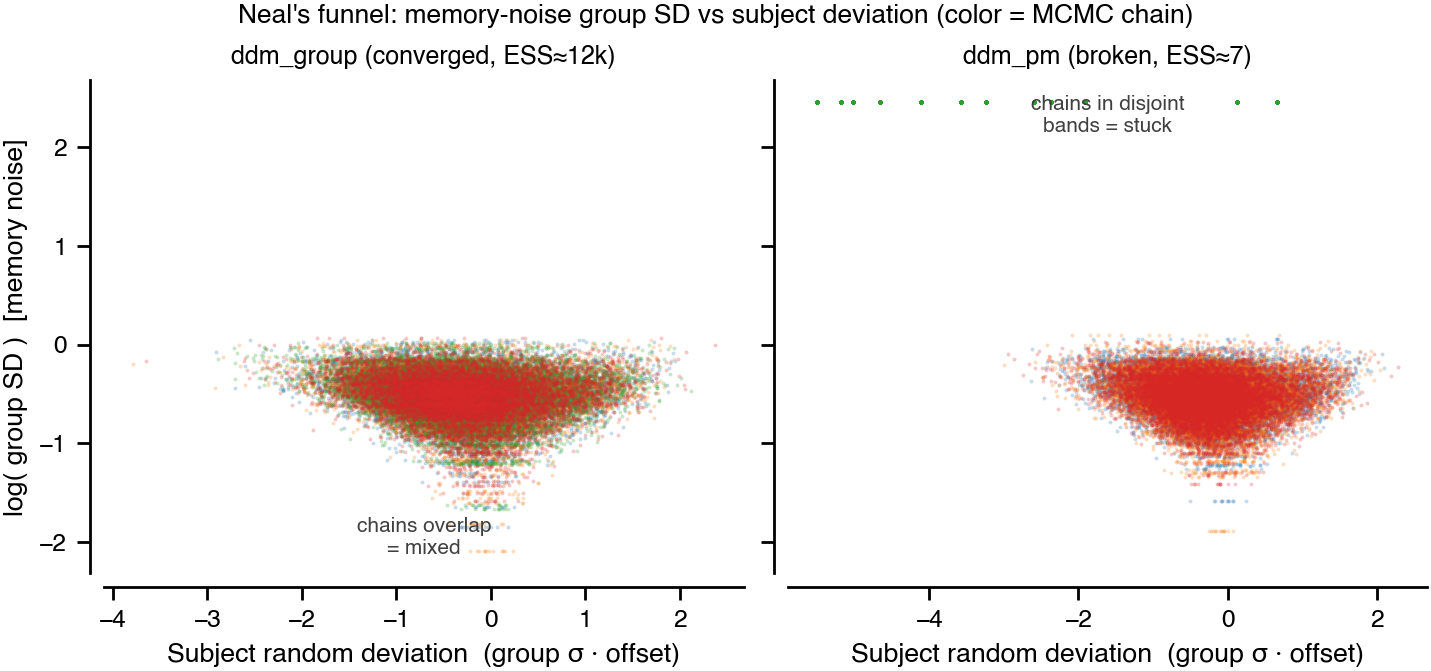 Neal's funnel: memory-noise group SD vs subject deviation (color = MCMC chain)
ddm_group (converged, ESS≈12k)
ddm_pm (broken, ESS≈7)
chains in disjoint
bands = stuck
log( group SD )  [memory noise]
2
1
0
−1
−2
chains overlap
= mixed
−4
−3
−2
−1
0
1
2
−4
−2
0
2
Subject random deviation  (group σ · offset)
Subject random deviation  (group σ · offset)